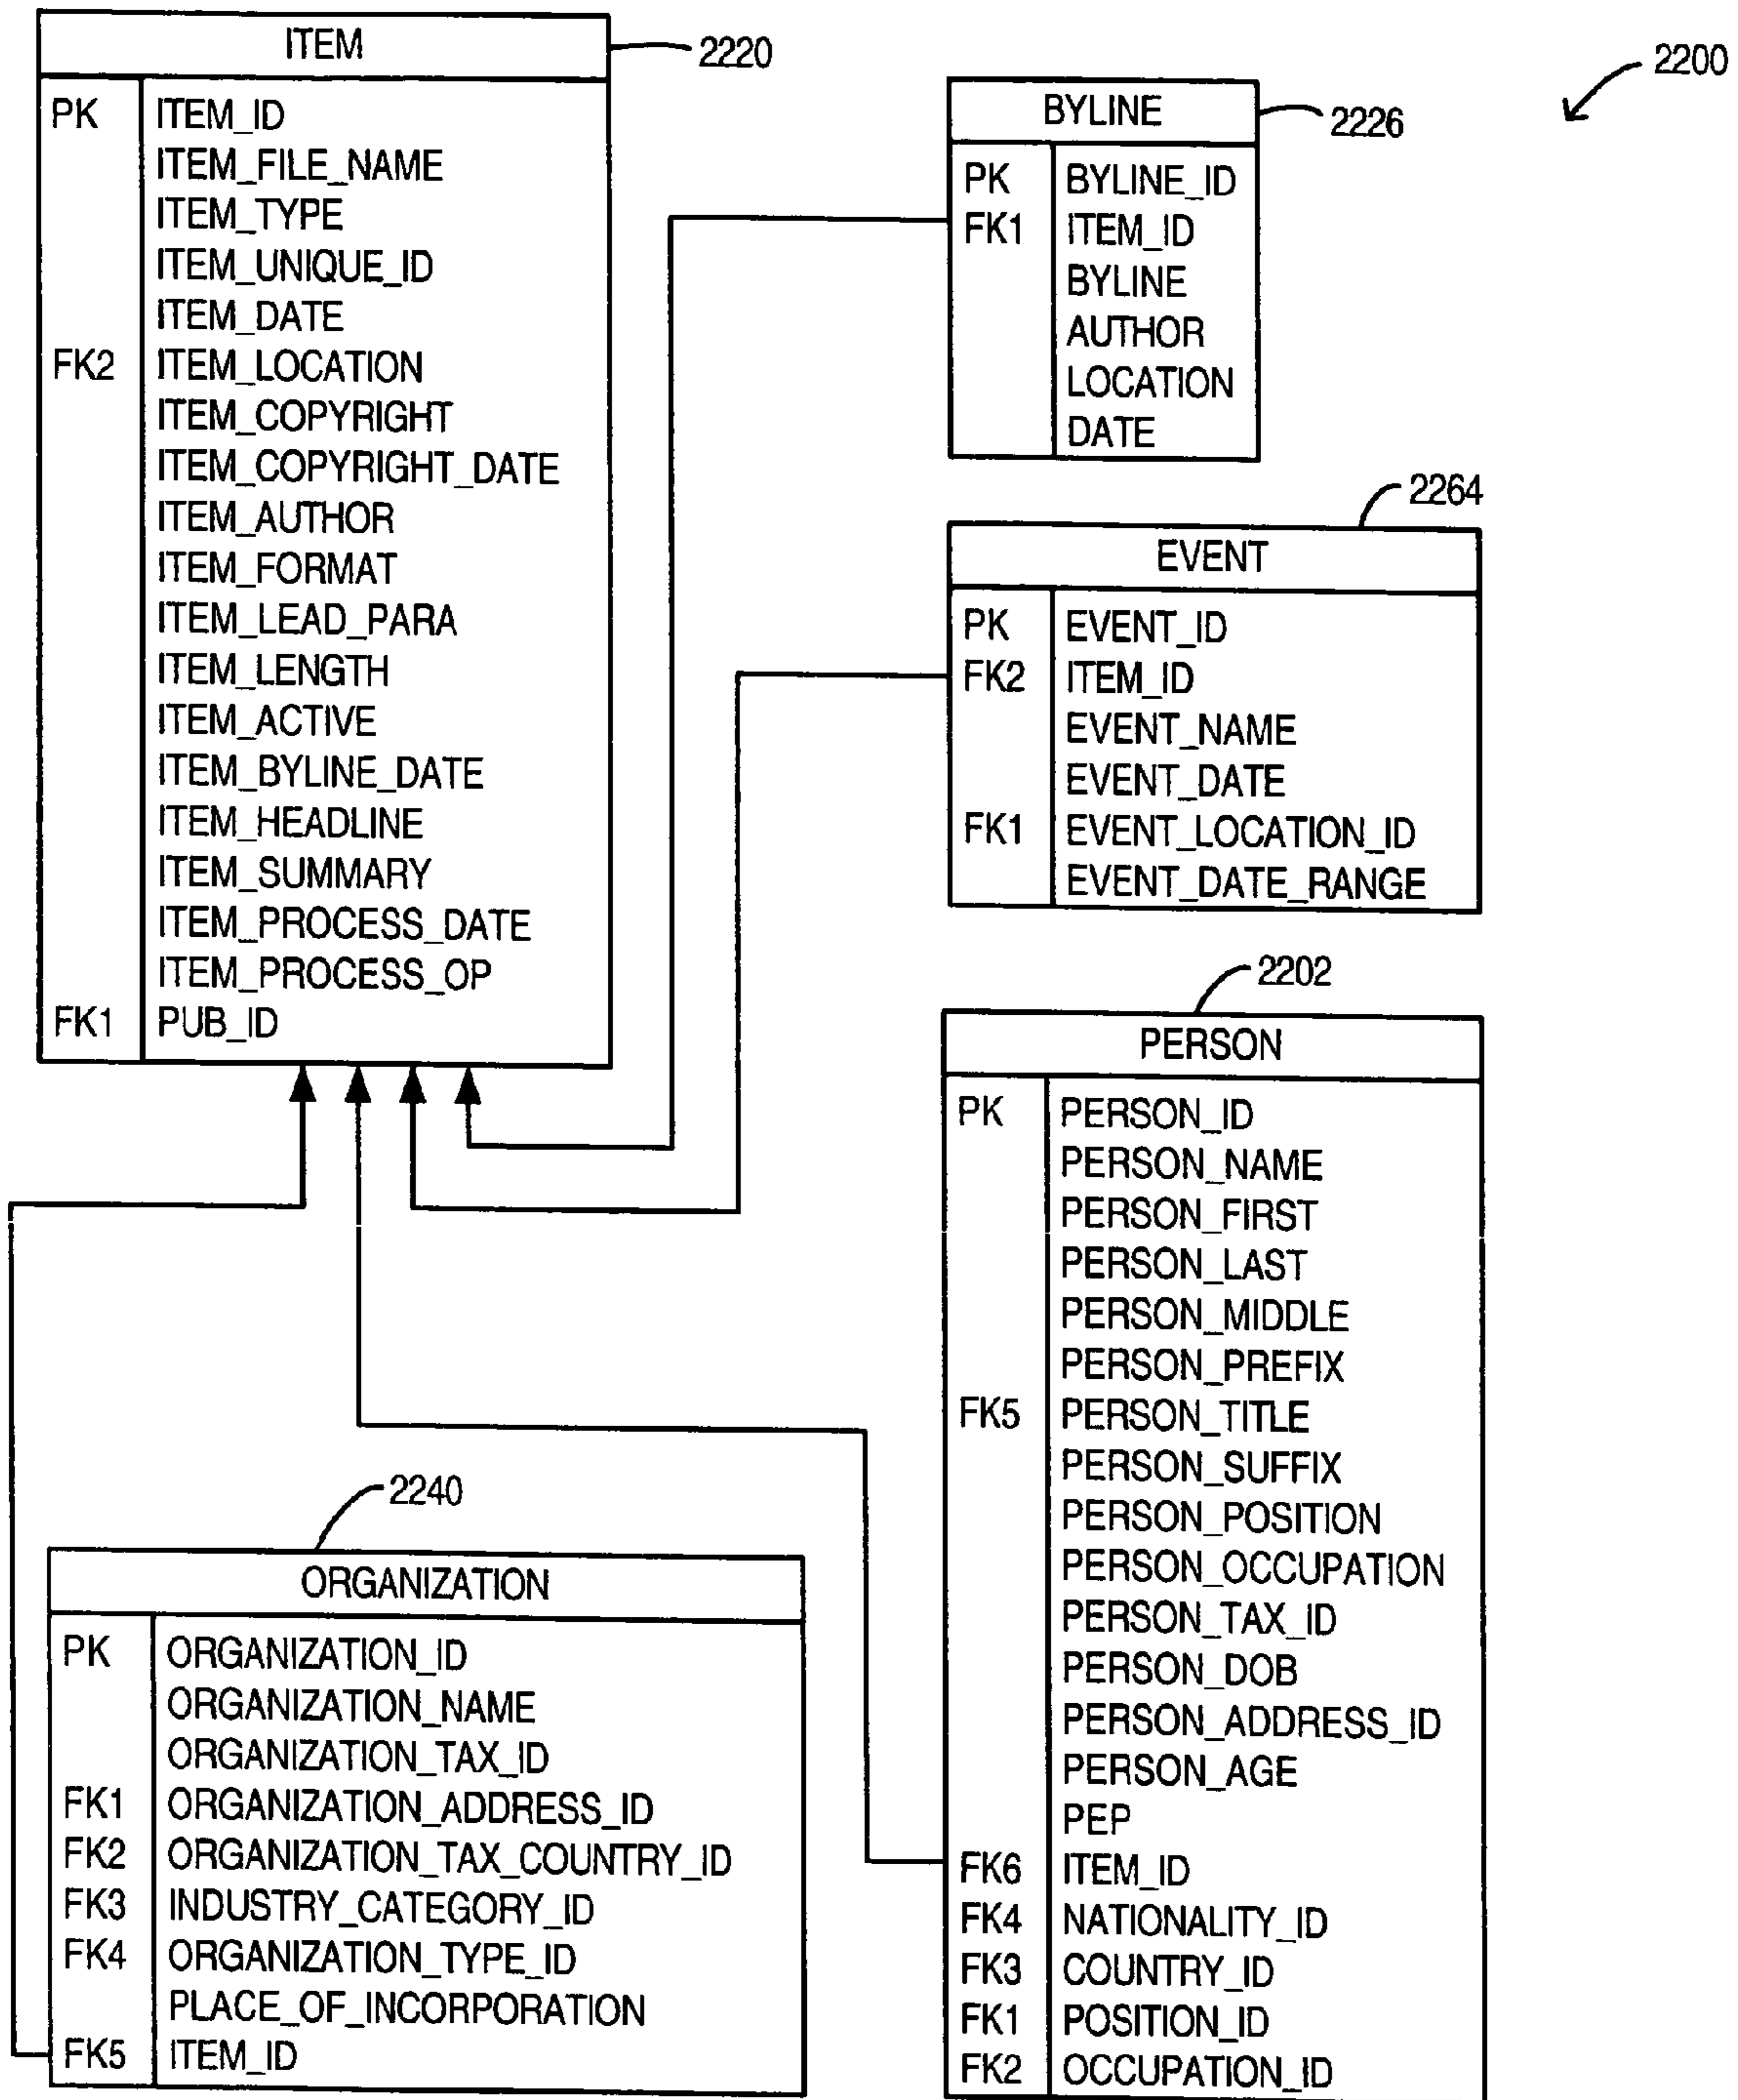 2200
ITEM
2220
PK ITEM_ID
ITEM_FILE_NAME
ITEM_TYPE
ITEM_UNIQUE_ID
ITEM_DATE
FK2 ITEM_LOCATION
ITEM_COPYRIGHT
ITEM_COPYRIGHT_DATE
ITEM_AUTHOR
ITEM_FORMAT
ITEM_LEAD_PARA
ITEM_LENGTH
ITEM_ACTIVE
ITEM_BYLINE_DATE
ITEM_HEADLINE
ITEM_SUMMARY
ITEM_PROCESS_DATE
ITEM_PROCESS_OP
FK1 PUB_ID
BYLINE
2226
PK BYLINE_ID
FK1 ITEM_ID
BYLINE
AUTHOR
LOCATION
DATE
2264
EVENT
PK EVENT_ID
FK2 ITEM_ID
EVENT_NAME
EVENT_DATE
FK1 EVENT_LOCATION_ID
EVENT_DATE_RANGE
2202
PERSON
PK PERSON_ID
PERSON_NAME
PERSON_FIRST
PERSON_LAST
PERSON_MIDDLE
PERSON_PREFIX
FK5 PERSON_TITLE
PERSON_SUFFIX
PERSON_POSITION
PERSON_OCCUPATION
PERSON_TAX_ID
PERSON_DOB
PERSON_ADDRESS_ID
PERSON_AGE
PEP
FK6 ITEM_ID
FK4 NATIONALITY_ID
FK3 COUNTRY_ID
FK1 POSITION_ID
FK2 OCCUPATION_ID
2240
ORGANIZATION
PK ORGANIZATION_ID
ORGANIZATION_NAME
ORGANIZATION_TAX_ID
FK1 ORGANIZATION_ADDRESS_ID
FK2 ORGANIZATION_TAX_COUNTRY_ID
FK3 INDUSTRY_CATEGORY_ID
FK4 ORGANIZATION_TYPE_ID
PLACE_OF_INCORPORATION
FK5 ITEM_ID